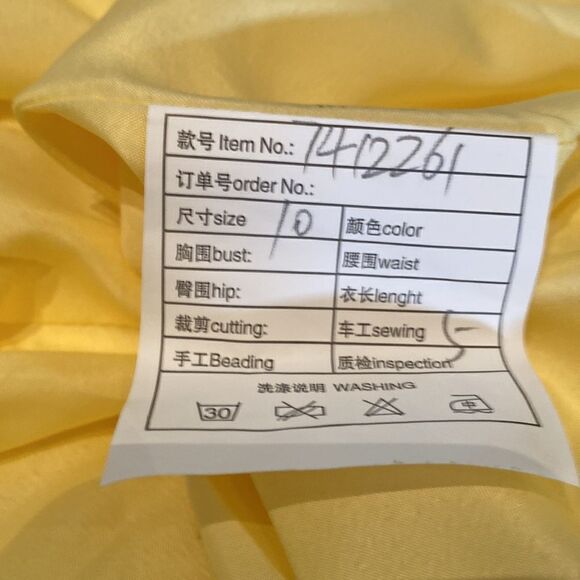 款号 Item No.: 7412261
订单号order No.:
尺寸size 10 颜色color
胸围bust: 腰围waist
臀围hip: 衣长lenght
裁剪cutting: 车工sewing 5
手工Beading 质检inspection
洗涤说明 WASHING
30 中